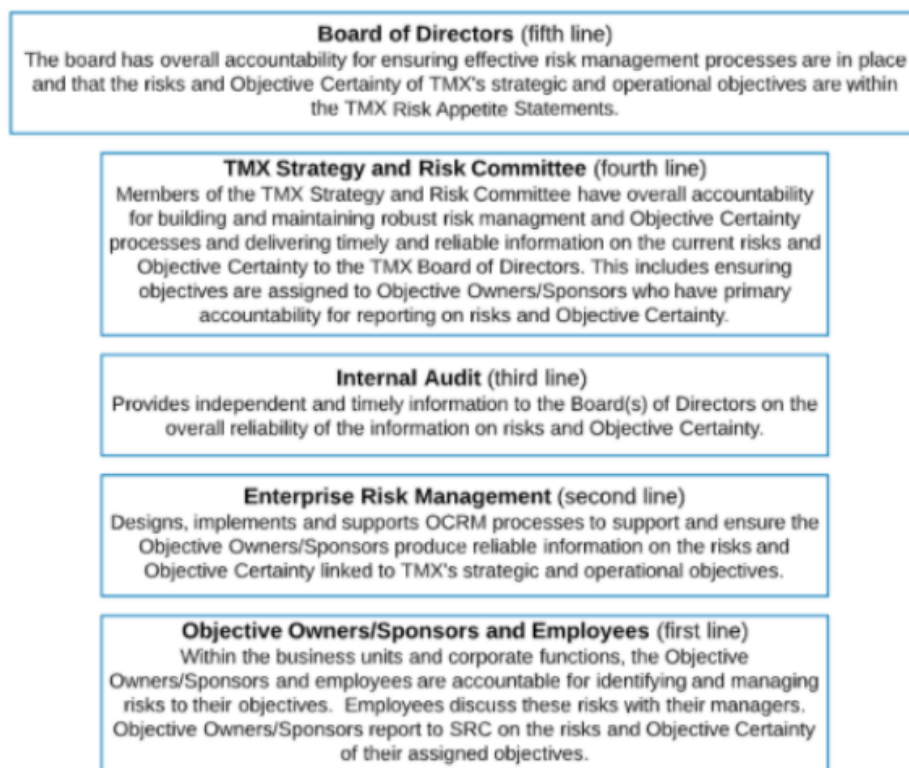 Board of Directors (fifth line)
The board has overall accountability for ensuring effective risk management processes are in place
and that the risks and Objective Certainty of TMX's strategic and operational objectives are within
the TMX Risk Appetite Statements.
TMX Strategy and Risk Committee (fourth line)
Members of the TMX Strategy and Risk Committee have overall accountability
for building and maintaining robust risk managment and Objective Certainty
processes and delivering timely and reliable information on the current risks and
Objective Certainty to the TMX Board of Directors. This includes ensuring
objectives are assigned to Objective Owners/Sponsors who have primary
accountability for reporting on risks and Objective Certainty.
Internal Audit (third line)
Provides independent and timely information to the Board(s) of Directors on the
overall reliability of the information on risks and Objective Certainty.
Enterprise Risk Management (second line)
Designs, implements and supports OCRM processes to support and ensure the
Objective Owners/Sponsors produce reliable information on the risks and
Objective Certainty linked to TMX's strategic and operational objectives.
Objective Owners/Sponsors and Employees (first line)
Within the business units and corporate functions, the Objective
Owners/Sponsors and employees are accountable for identifying and managing
risks to their objectives. Employees discuss these risks with their managers.
Objective Owners/Sponsors report to SRC on the risks and Objective Certainty
of their assigned objectives.